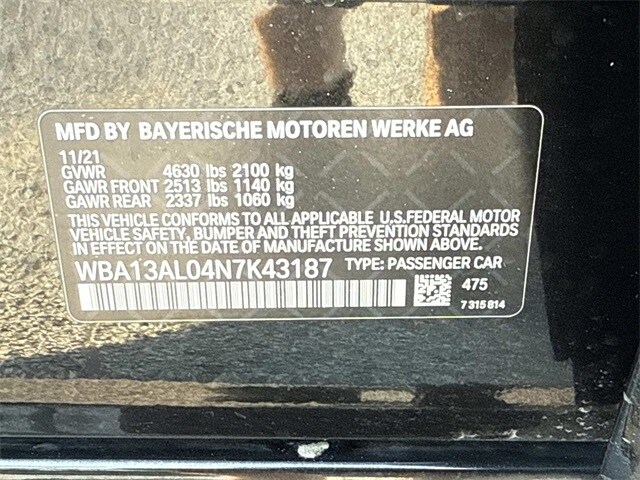 MFD BY BAYERISCHE MOTOREN WERKE AG
11/21
GVWR 4630 lbs 2100 kg
GAWR FRONT 2513 lbs 1140 kg
GAWR REAR 2337 lbs 1060 kg
THIS VEHICLE CONFORMS TO ALL APPLICABLE U.S.FEDERAL MOTOR
VEHICLE SAFETY, BUMPER AND THEFT PREVENTION STANDARDS
IN EFFECT ON THE DATE OF MANUFACTURE SHOWN ABOVE.
WBA13AL04N7K43187 TYPE: PASSENGER CAR
475
7 315 814